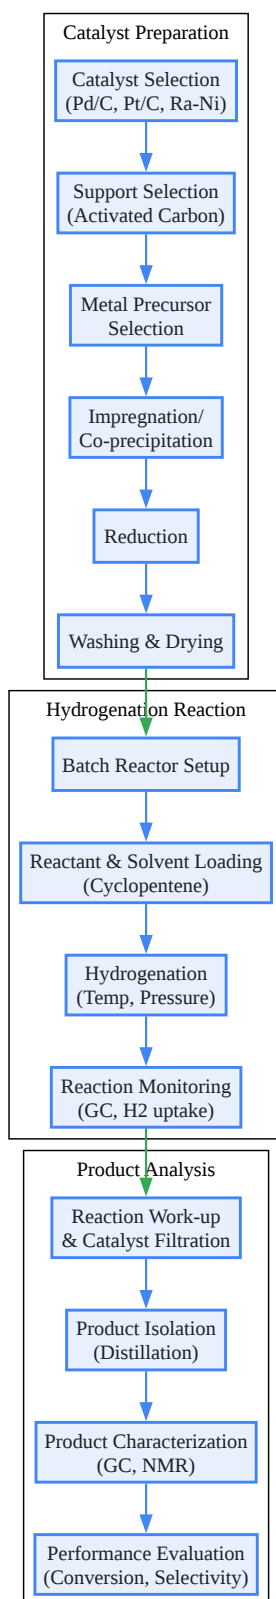 Catalyst Preparation
Catalyst Selection
(Pd/C, Pt/C, Ra-Ni)
Support Selection
(Activated Carbon)
Metal Precursor
Selection
Impregnation/
Co-precipitation
Reduction
Washing & Drying
Hydrogenation Reaction
Batch Reactor Setup
Reactant & Solvent Loading
(Cyclopentene)
Hydrogenation
(Temp, Pressure)
Reaction Monitoring
(GC, H2 uptake)
Product Analysis
Reaction Work-up
& Catalyst Filtration
Product Isolation
(Distillation)
Product Characterization
(GC, NMR)
Performance Evaluation
(Conversion, Selectivity)